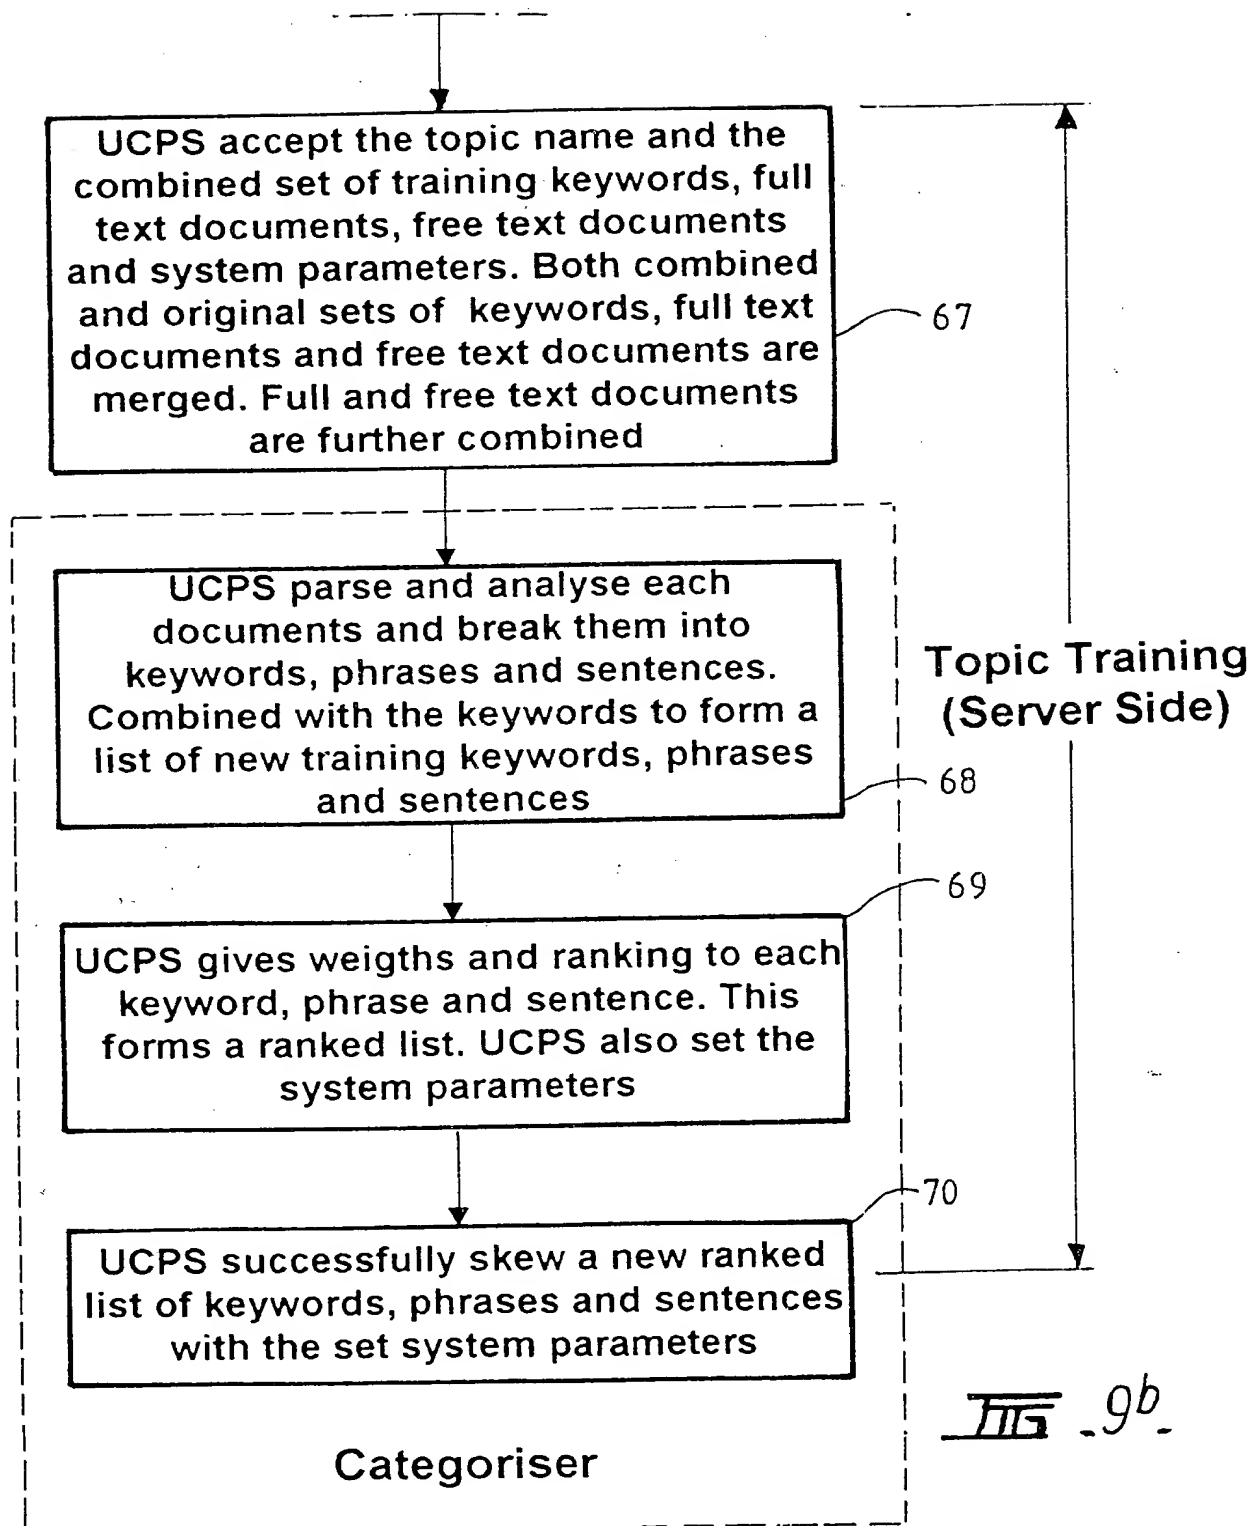 UCPS accept the topic name and the
combined set of training keywords, full
text documents, free text documents
and system parameters. Both combined
and original sets of keywords, full text
documents and free text documents are
merged. Full and free text documents
are further combined
67
UCPS parse and analyse each
documents and break them into
keywords, phrases and sentences.
Combined with the keywords to form a
list of new training keywords, phrases
and sentences
68
Topic Training
(Server Side)
UCPS gives weigths and ranking to each
keyword, phrase and sentence. This
forms a ranked list. UCPS also set the
system parameters
69
UCPS successfully skew a new ranked
list of keywords, phrases and sentences
with the set system parameters
70
Categoriser
FIG_9b_